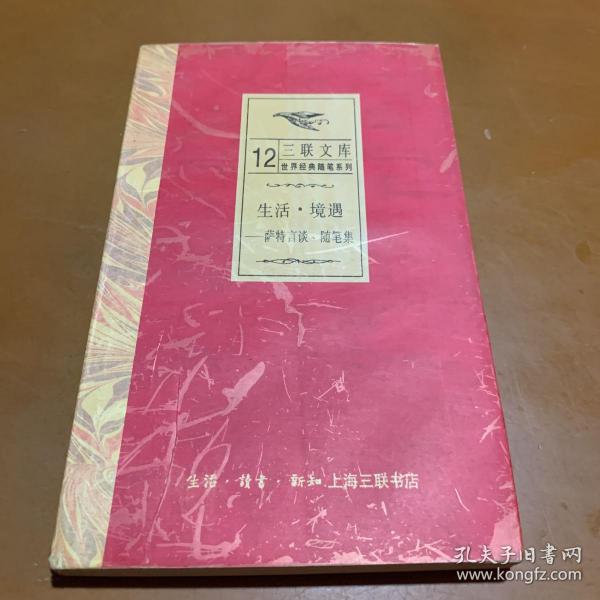 12
三联文库
世界经典随笔系列
生活·境遇
——萨特言谈、随笔集
生活·讀書·新知 上海三联书店
孔夫子旧書网
www.kongfz.com